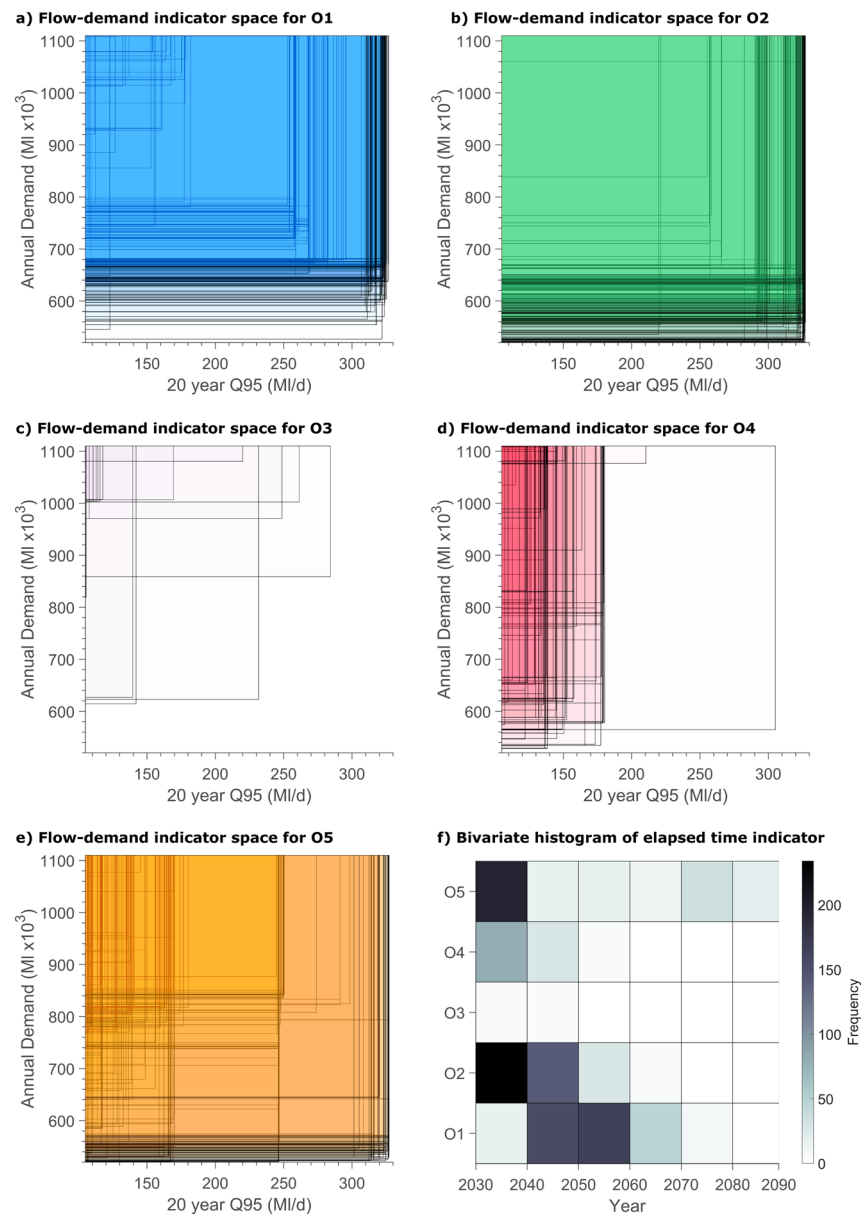 a) Flow-demand indicator space for O1
1100
1000
900
800
700
600
Annual Demand (Ml x10³)
150 200 250 300
20 year Q95 (Ml/d)
b) Flow-demand indicator space for O2
1100
1000
900
800
700
600
Annual Demand (Ml x10³)
150 200 250 300
20 year Q95 (Ml/d)
c) Flow-demand indicator space for O3
1100
1000
900
800
700
600
Annual Demand (Ml x10³)
150 200 250 300
20 year Q95 (Ml/d)
d) Flow-demand indicator space for O4
1100
1000
900
800
700
600
Annual Demand (Ml x10³)
150 200 250 300
20 year Q95 (Ml/d)
e) Flow-demand indicator space for O5
1100
1000
900
800
700
600
Annual Demand (Ml x10³)
150 200 250 300
20 year Q95 (Ml/d)
f) Bivariate histogram of elapsed time indicator
O5
O4
O3
O2
O1
2030 2040 2050 2060 2070 2080 2090
Year
200
150
100
50
0
Frequency